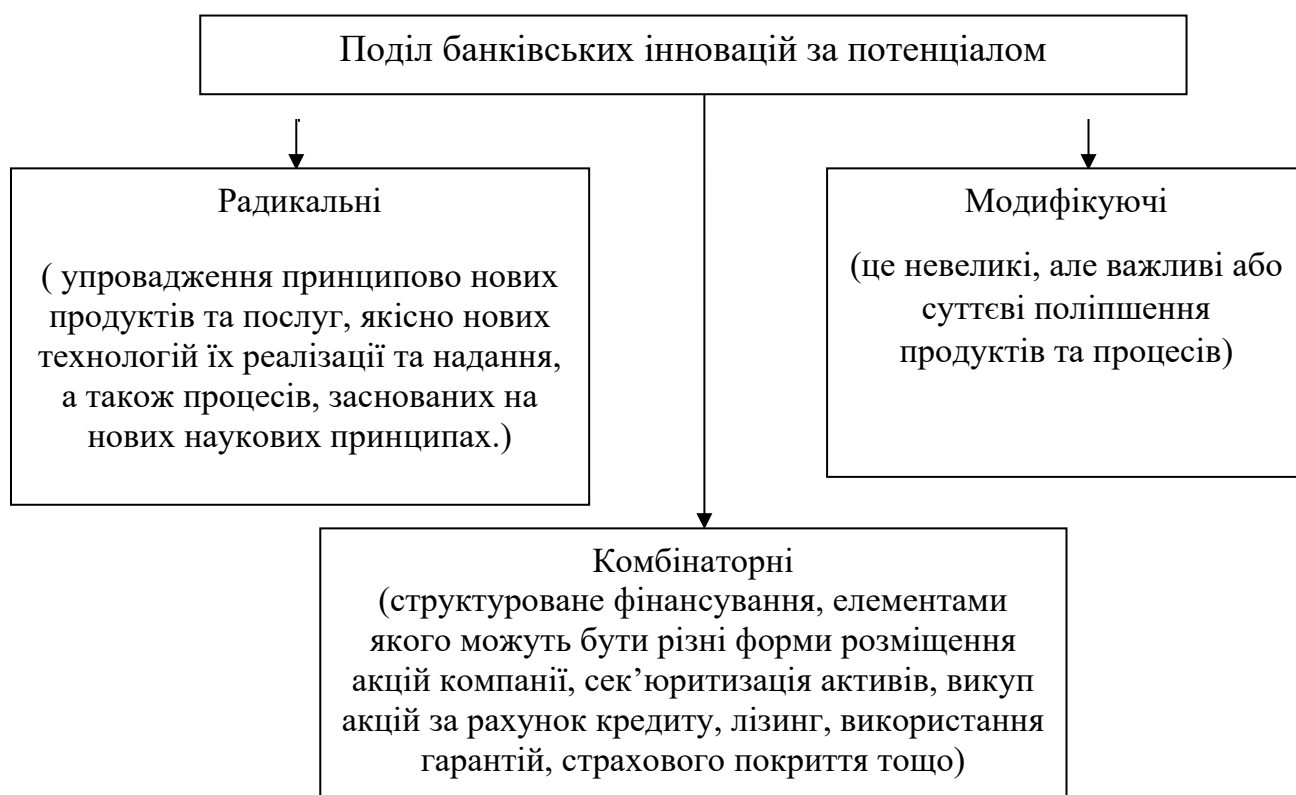 Поділ банківських інновацій за потенціалом
Радикальні
( упровадження принципово нових
продуктів та послуг, якісно нових
технологій їх реалізації та надання,
а також процесів, заснованих на
нових наукових принципах.)
Модифікуючі
(це невеликі, але важливі або
суттєві поліпшення
продуктів та процесів)
Комбінаторні
(структуроване фінансування, елементами
якого можуть бути різні форми розміщення
акцій компанії, сек’юритизація активів, викуп
акцій за рахунок кредиту, лізинг, використання
гарантій, страхового покриття тощо)